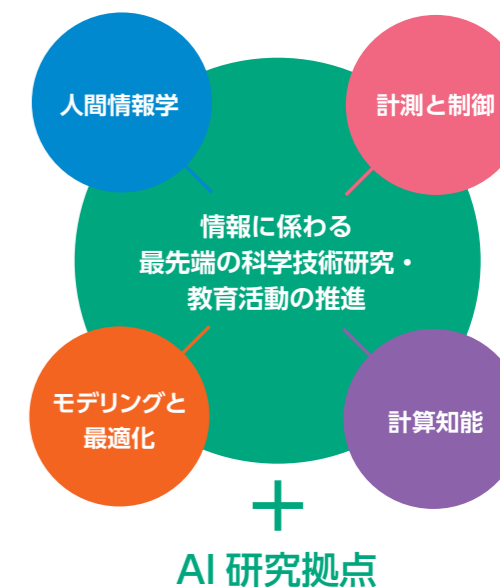 人間情報学
計測と制御
情報に係わる
最先端の科学技術研究・
教育活動の推進
モデリングと
最適化
計算知能
＋
AI 研究拠点